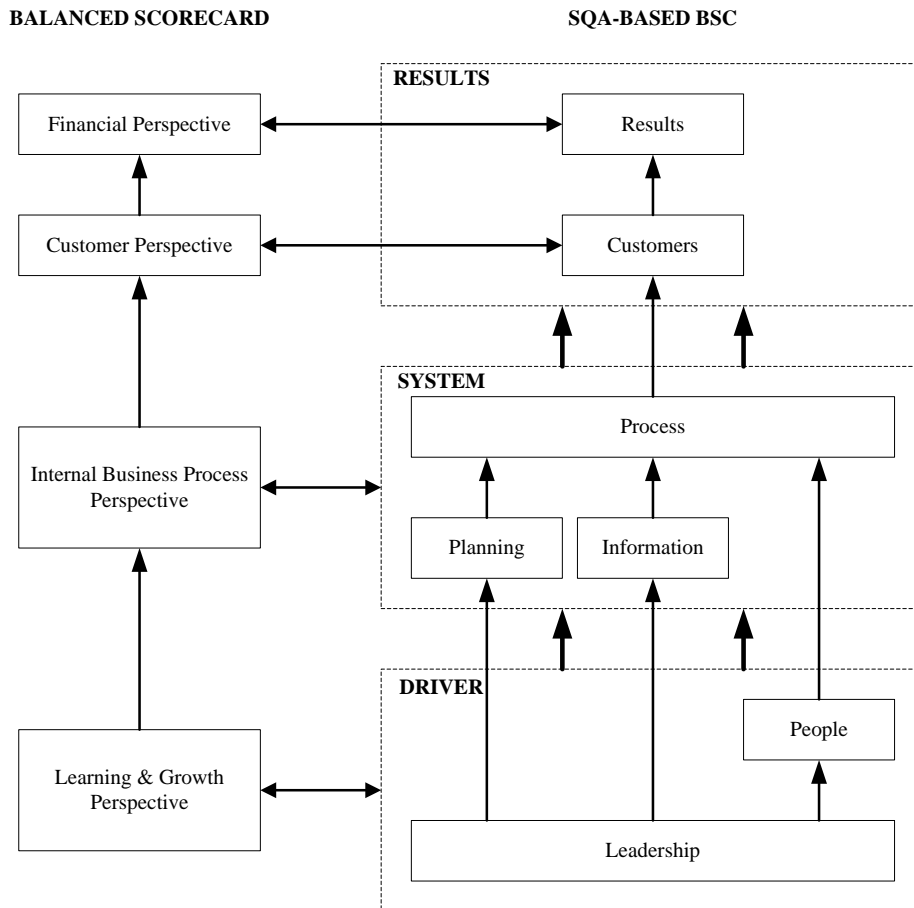 BALANCED SCORECARD
SQA-BASED BSC
RESULTS
Financial Perspective
Results
Customer Perspective
Customers
SYSTEM
Process
Internal Business Process
Perspective
Planning
Information
DRIVER
People
Learning & Growth
Perspective
Leadership